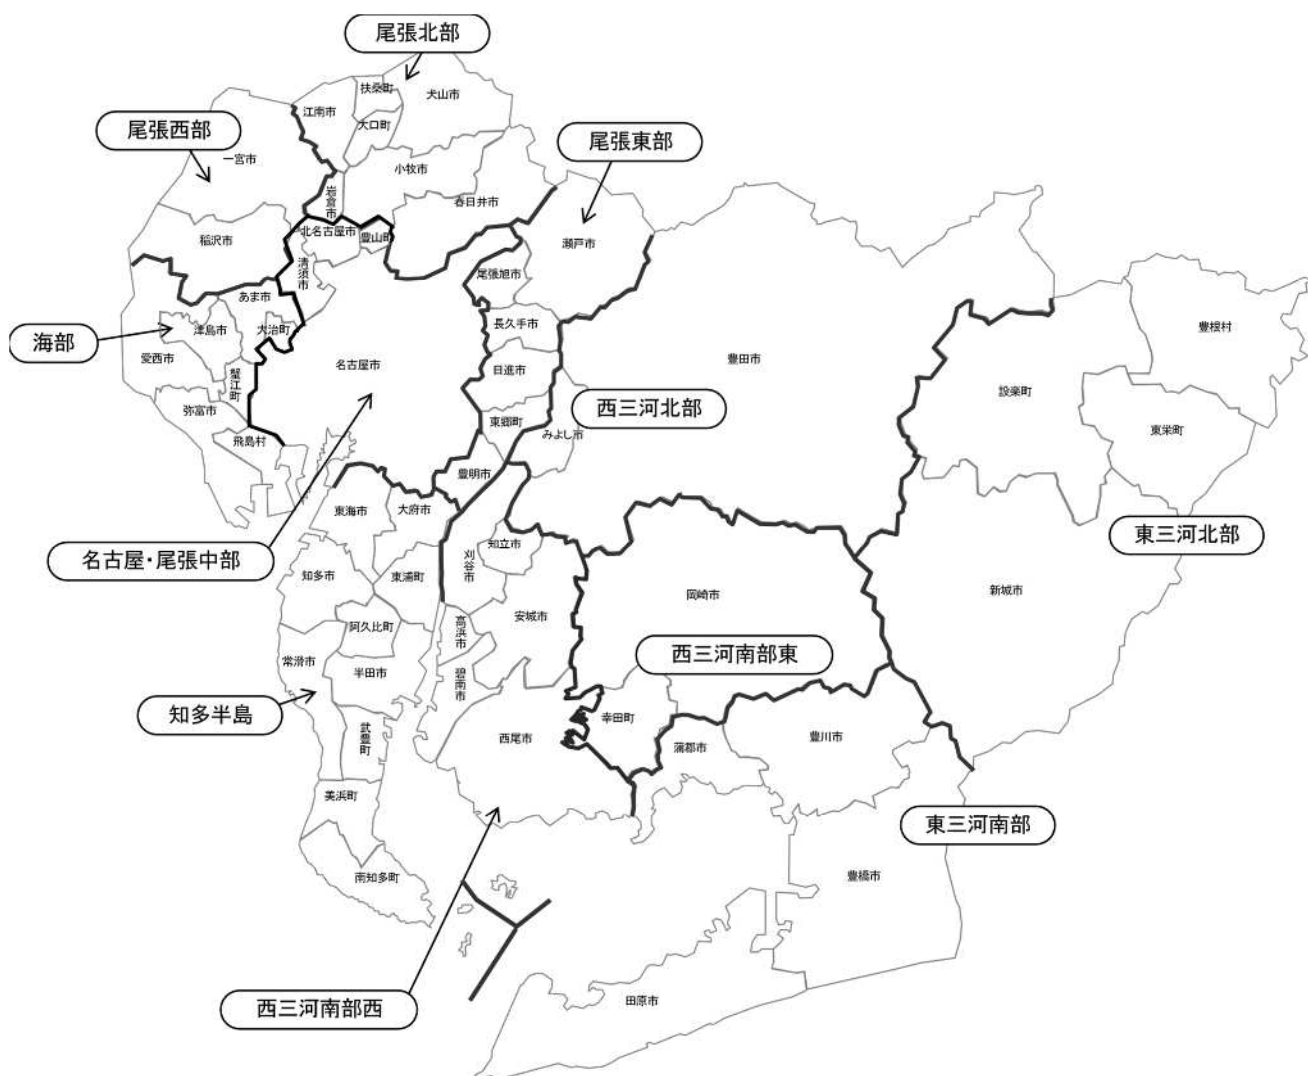 尾張北部
扶桑町
犬山市
江南市
大口町
尾張西部
尾張東部
一宮市
小牧市
岩倉市
春日井市
稲沢市
北名古屋市
豊山町
瀬戸市
清須市
尾張旭市
あま市
津島市
大治町
長久手市
豊根村
海部
愛西市
名古屋市
豊田市
蟹江町
日進市
設楽町
弥富市
西三河北部
東郷町
みよし市
東栄町
飛島村
豊明市
東海市
大府市
東三河北部
名古屋・尾張中部
知立市
刈谷市
知多市
東浦町
岡崎市
新城市
安城市
阿久比町
高浜市
西三河南部東
常滑市
半田市
碧南市
知多半島
幸田町
西尾市
武豊町
蒲郡市
豊川市
美浜町
東三河南部
南知多町
豊橋市
西三河南部西
田原市